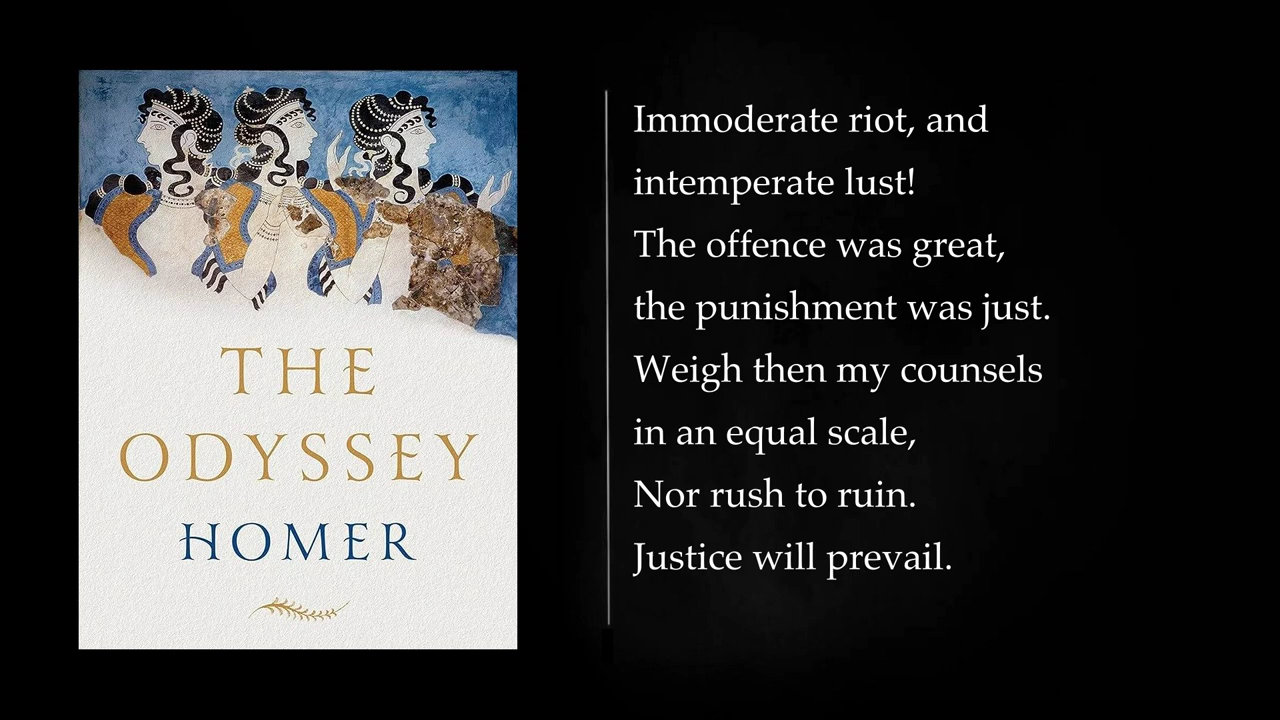 THE
ODYSSEY
HOMER
Immoderate riot, and
intemperate lust!
The offence was great,
the punishment was just.
Weigh then my counsels
in an equal scale,
Nor rush to ruin.
Justice will prevail.